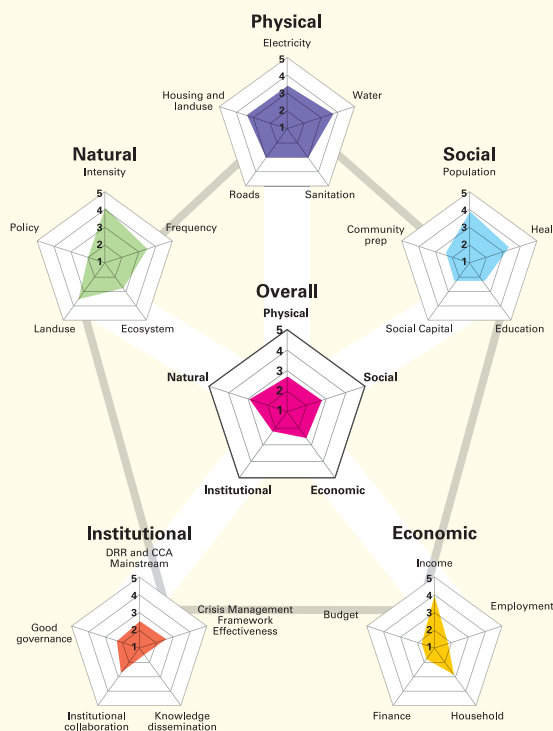 Physical
Electricity
5
4
3
2
1
Housing and
landuse
Water
Roads
Sanitation
Natural
Intensity
5
4
3
2
1
Policy
Frequency
Landuse
Ecosystem
Social
Population
5
4
3
2
1
Community
prep
Heal
Social Capital
Education
Overall
Physical
5
4
3
2
1
Natural
Social
Institutional
Economic
Institutional
DRR and CCA
Mainstream
5
4
3
2
1
Good
governance
Crisis Management
Framework
Effectiveness
Institutional
collaboration
Knowledge
dissemination
Economic
Income
5
4
3
2
1
Budget
Employment
Finance
Household